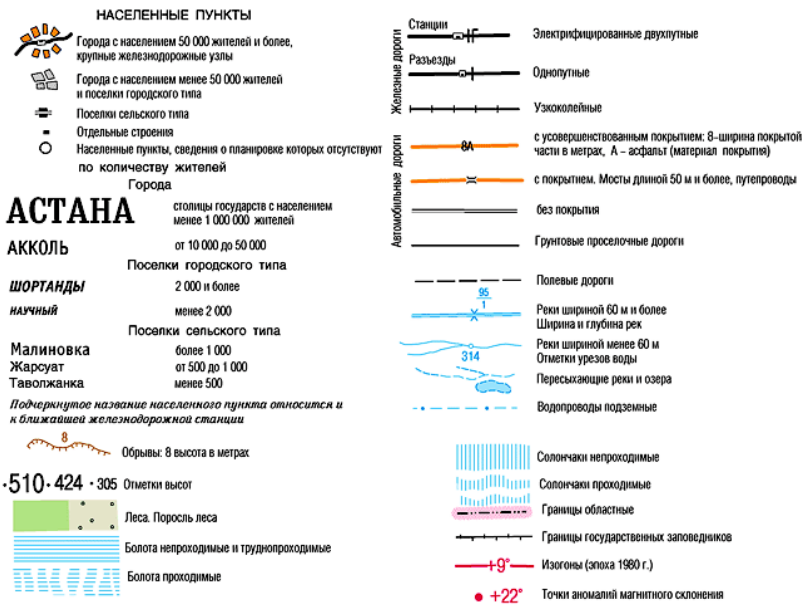 НАСЕЛЕННЫЕ ПУНКТЫ
Города с населением 50 000 жителей и более,
крупные железнодорожные узлы
Города с населением менее 50 000 жителей
и поселки городского типа
Поселки сельского типа
Отдельные строения
Населенные пункты, сведения о планировке которых отсутствуют
по количеству жителей
Города
АСТАНА
столицы государств с населением
менее 1 000 000 жителей
АККОЛЬ
от 10 000 до 50 000
Поселки городского типа
ШОРТАНДЫ
2 000 и более
НАУЧНЫЙ
менее 2 000
Поселки сельского типа
Малиновка
более 1 000
Жарсуат
от 500 до 1 000
Таволжанка
менее 500
Подчеркнутое название населенного пункта относится и
к ближайшей железнодорожной станции
8
Обрывы: 8 высота в метрах
·510 ·424 ·305
Отметки высот
Леса. Поросль леса
Болота непроходимые и труднопроходимые
Болота проходимые
Железные дороги
Станции
Электрифицированные двухпутные
Разъезды
Однопутные
Узкоколейные
Автомобильные дороги
8А
с усовершенствованным покрытием: 8-ширина покрытой
части в метрах, А – асфальт (материал покрытия)
с покрытием. Мосты длиной 50 м и более, путепроводы
без покрытия
Грунтовые проселочные дороги
Полевые дороги
95
1
Реки шириной 60 м и более
Ширина и глубина рек
314
Реки шириной менее 60 м
Отметки урезов воды
Пересыхающие реки и озера
Водопроводы подземные
Солончаки непроходимые
Солончаки проходимые
Границы областные
Границы государственных заповедников
+9°
Изогоны (эпоха 1980 г.)
+22°
Точки аномалий магнитного склонения